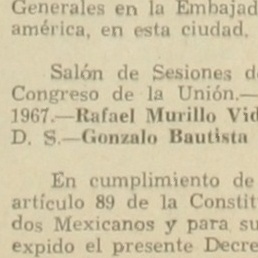 Generales en la Embajad
américa, en esta ciudad.
Salón de Sesiones d
Congreso de la Unión.—
1967.—Rafael Murillo Vid
D. S.—Gonzalo Bautista
En cumplimiento de
artículo 89 de la Constit
dos Mexicanos y para su
expido el presente Decre